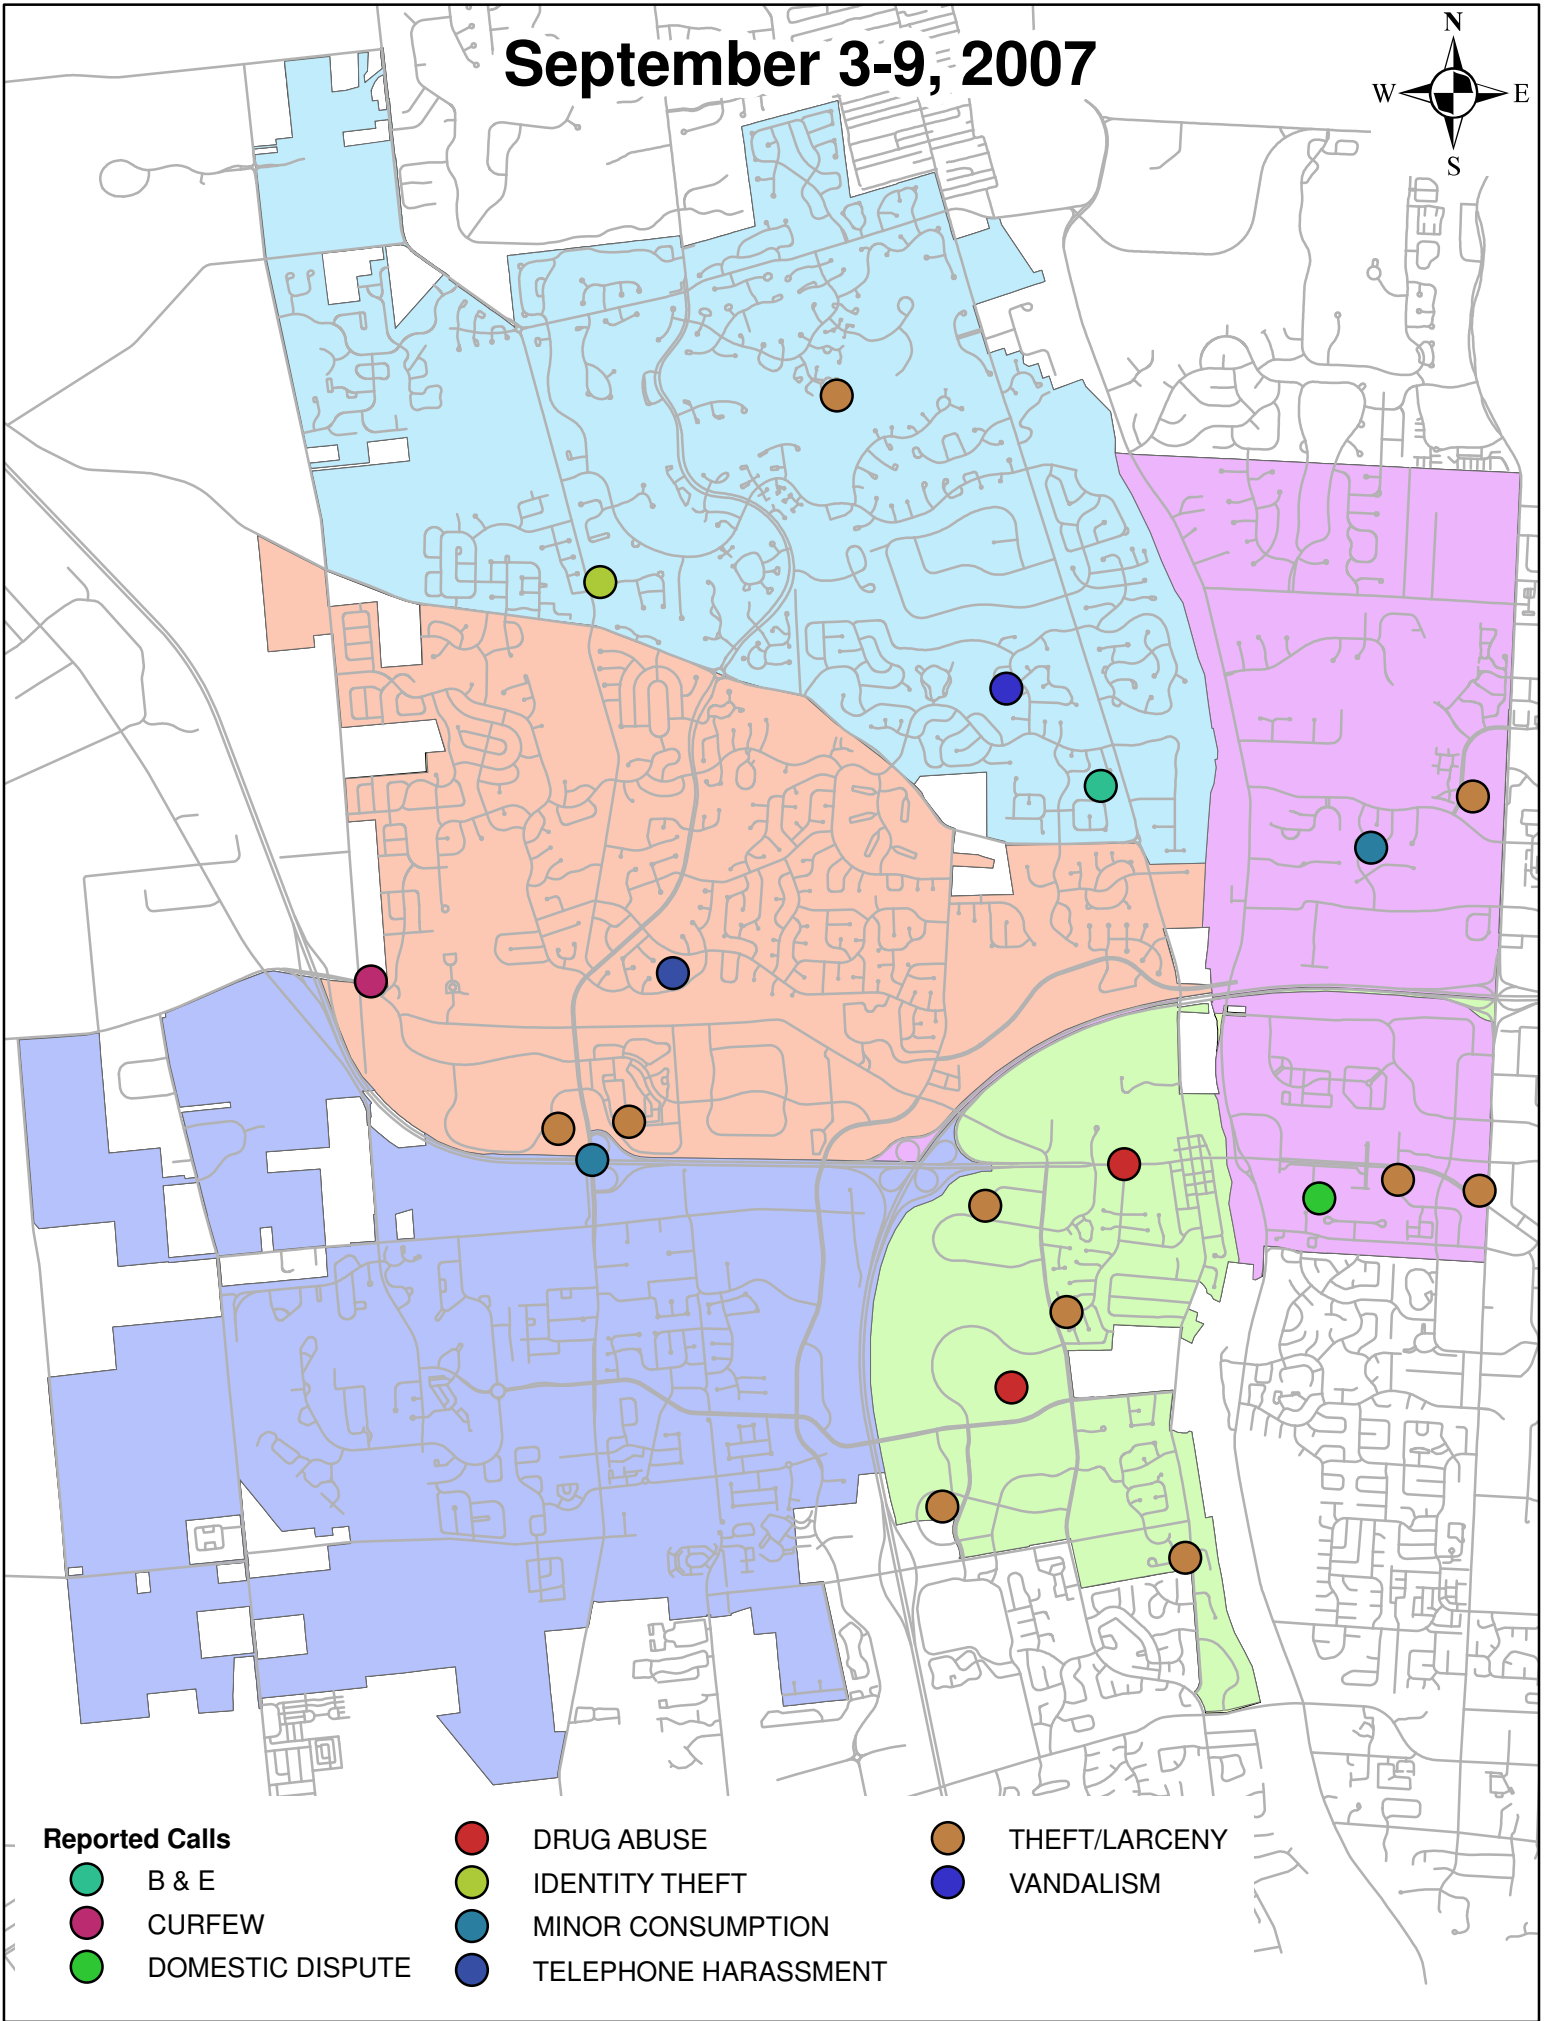 September 3-9, 2007
N
W
E
S
Reported Calls
B & E
CURFEW
DOMESTIC DISPUTE
DRUG ABUSE
IDENTITY THEFT
MINOR CONSUMPTION
TELEPHONE HARASSMENT
THEFT/LARCENY
VANDALISM